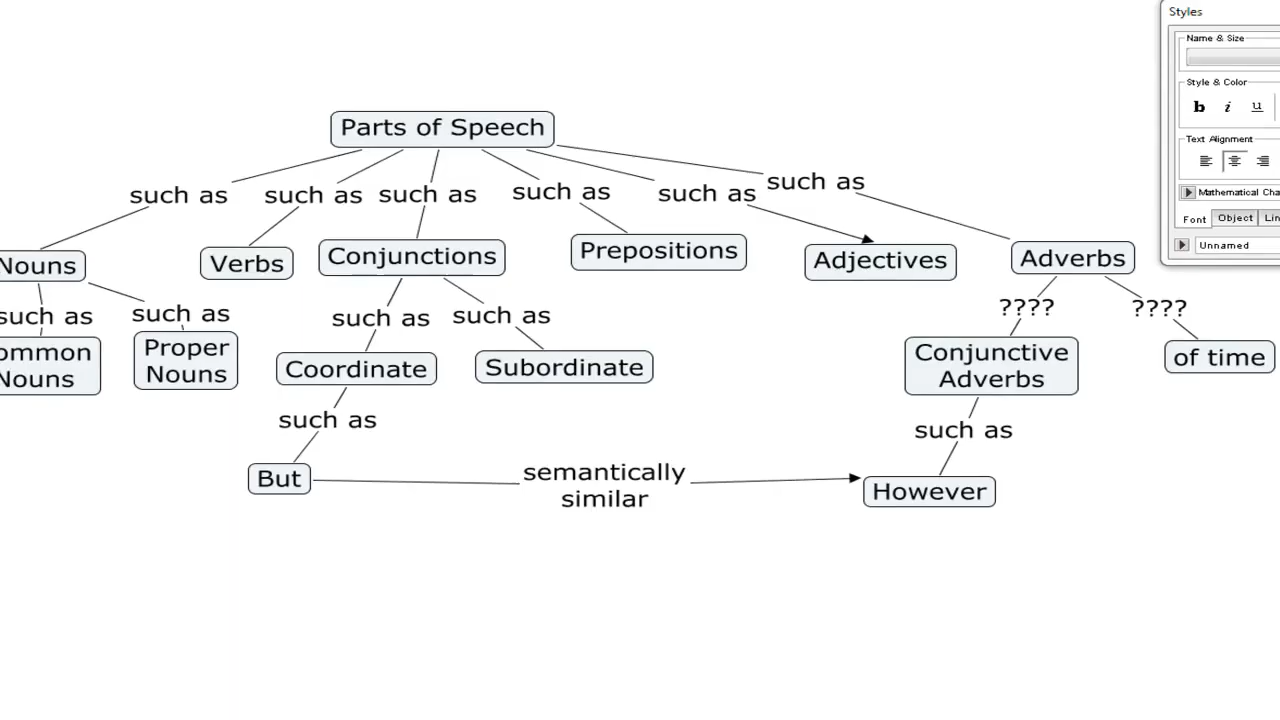 Styles
Name & Size
Style & Color
b i u
Text Alignment
Mathematical Cha
Font Object Lin
Unnamed
Parts of Speech
such as such as such as such as such as such as
Nouns Verbs Conjunctions Prepositions Adjectives Adverbs
such as such as such as such as ???? ????
ommon
Nouns
Proper
Nouns
Coordinate Subordinate
Conjunctive
Adverbs
of time
such as such as
But
semantically
similar
However